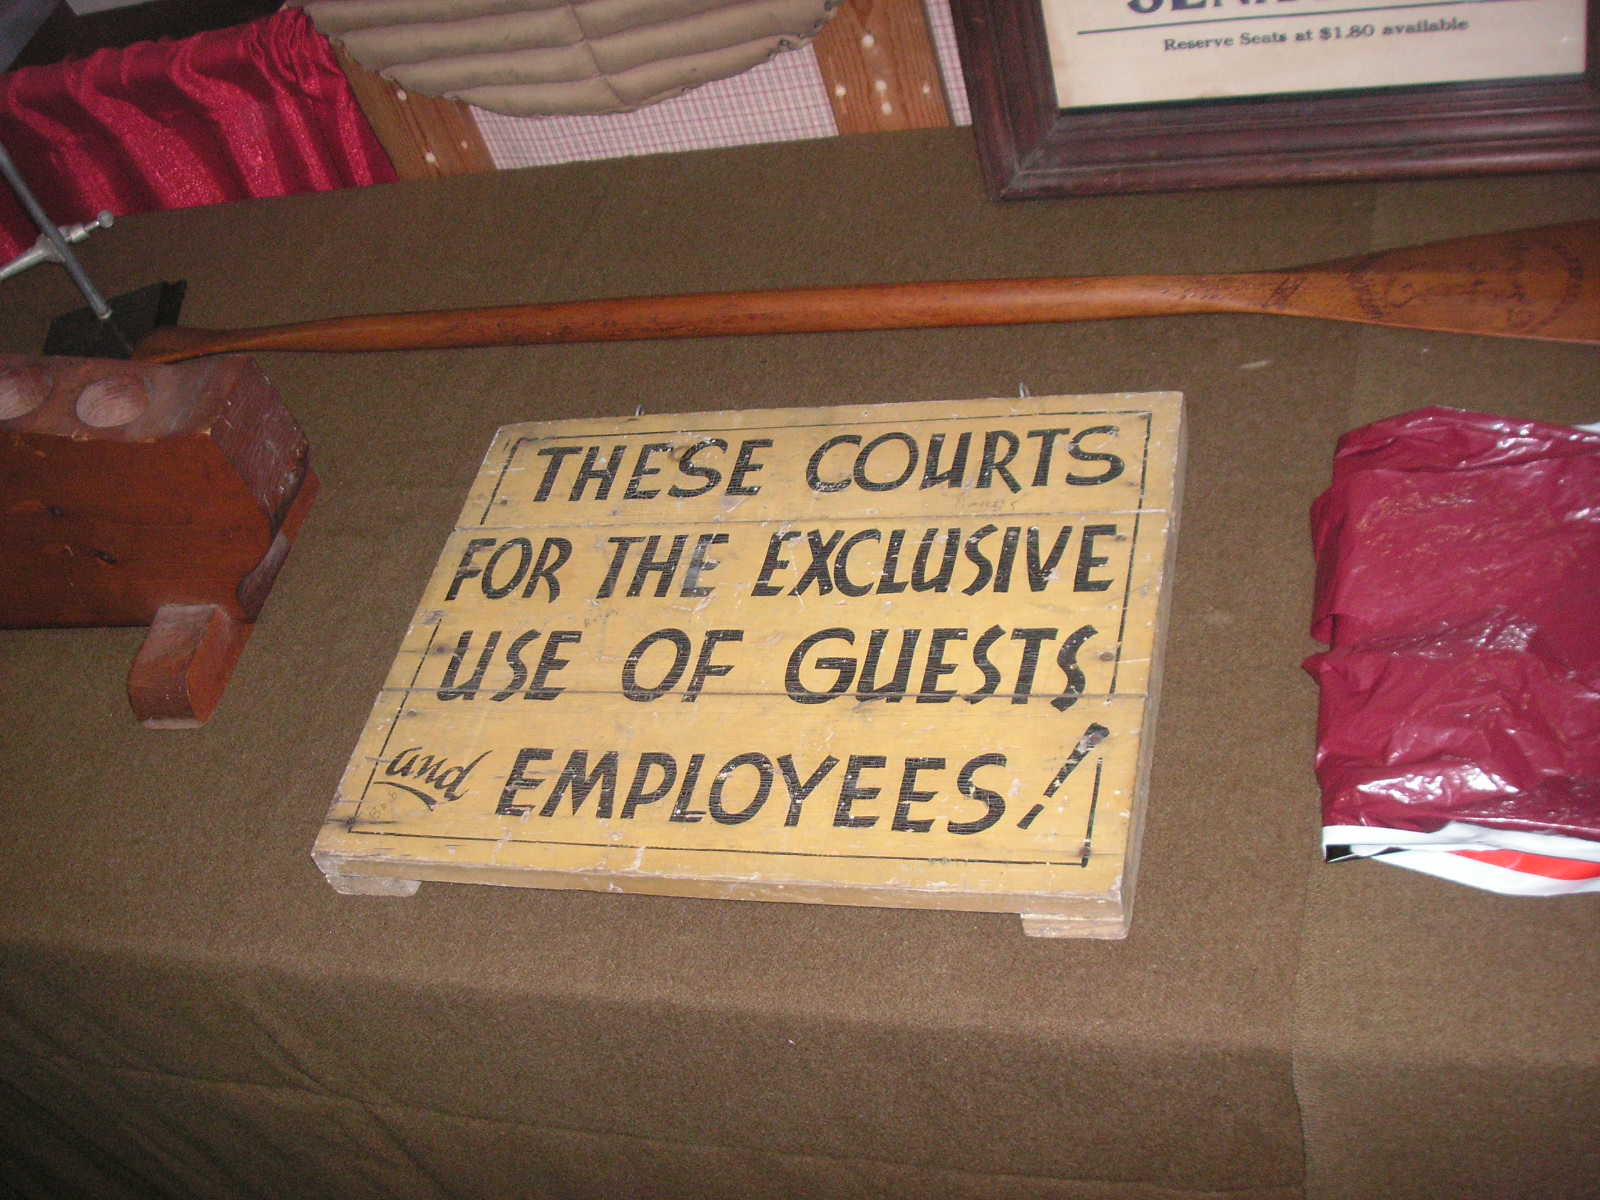 Reserve Seats at $1.80 available
THESE COURTS
FOR THE EXCLUSIVE
USE OF GUESTS
and EMPLOYEES!